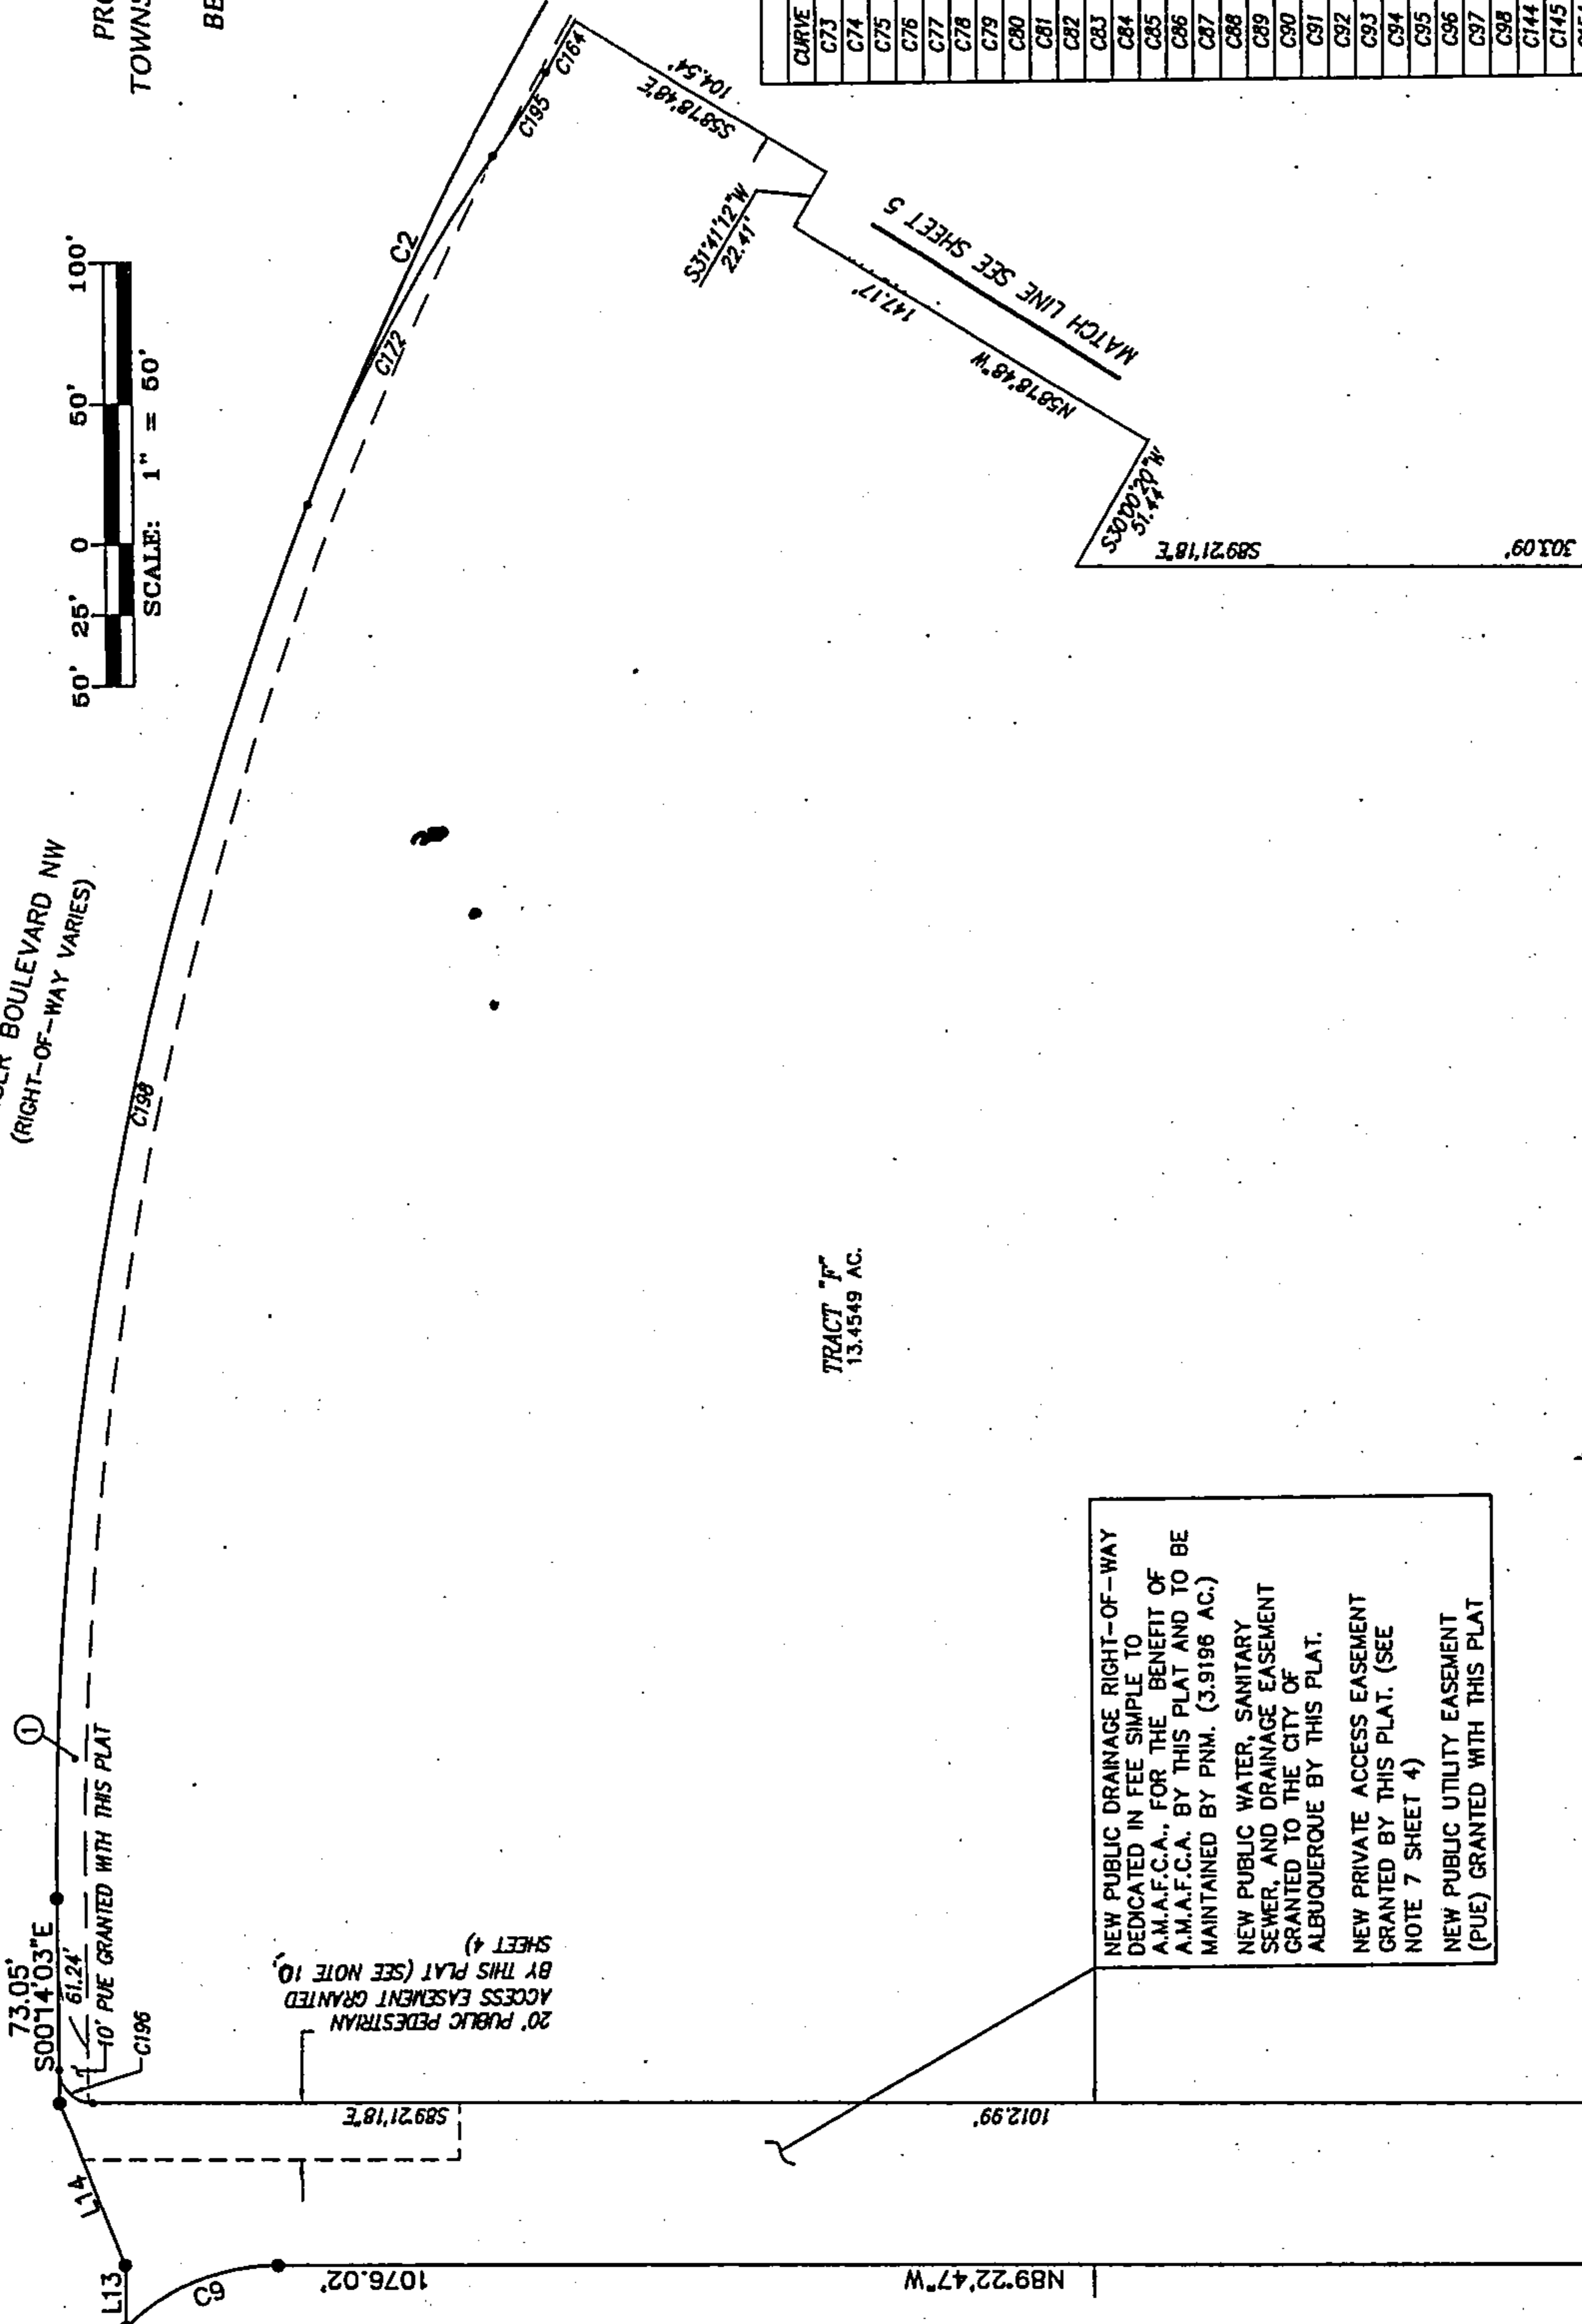 PRO
TOWNS
BE
BOULEVARD NW
(RIGHT-OF-WAY VARIES)
50' 25' 0 50' 100'
SCALE: 1" = 50'
CURVE
C73
C74
C75
C76
C77
C78
C79
C80
C81
C82
C83
C84
C85
C86
C87
C88
C89
C90
C91
C92
C93
C94
C95
C96
C97
C98
C144
C145
C2
C164
C195
C172
C198
S58°18'48"E
104.54'
S31°41'12"W
22.41'
MATCH LINE SEE SHEET 5
N58°18'48"W
147.17'
S30°00'20"W
51.44'
S89°21'18"E
303.09'
TRACT "F"
13.4549 AC.
1
73.05'
S00°14'03"E
61.24'
10' PUE GRANTED WITH THIS PLAT
C196
20' PUBLIC PEDESTRIAN
ACCESS EASEMENT GRANTED
BY THIS PLAT (SEE NOTE 10,
SHEET 4)
S89°21'18"E
1012.99'
L14
L13
C9
1076.02'
N89°22'47"W
NEW PUBLIC DRAINAGE RIGHT-OF-WAY
DEDICATED IN FEE SIMPLE TO
A.M.A.F.C.A., FOR THE BENEFIT OF
A.M.A.F.C.A. BY THIS PLAT AND TO BE
MAINTAINED BY PNM. (3.9196 AC.)
NEW PUBLIC WATER, SANITARY
SEWER, AND DRAINAGE EASEMENT
GRANTED TO THE CITY OF
ALBUQUERQUE BY THIS PLAT.
NEW PRIVATE ACCESS EASEMENT
GRANTED BY THIS PLAT. (SEE
NOTE 7 SHEET 4)
NEW PUBLIC UTILITY EASEMENT
(PUE) GRANTED WITH THIS PLAT